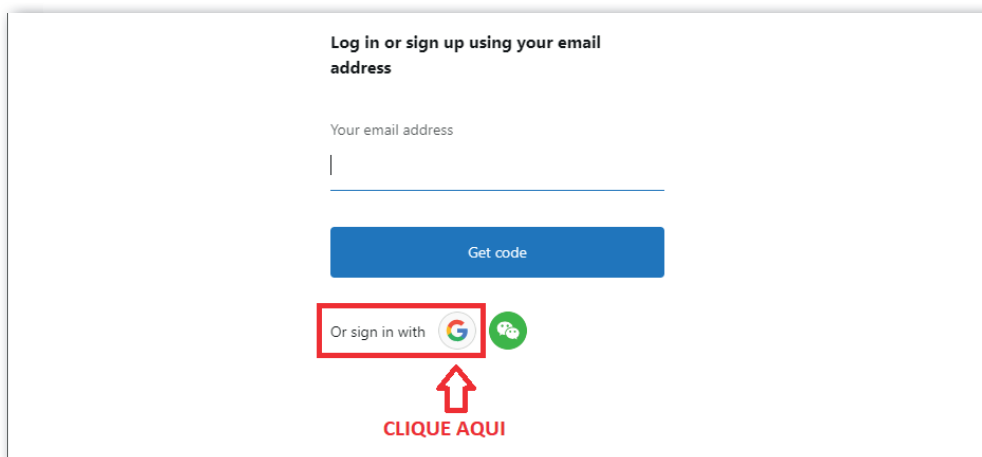 Log in or sign up using your email
address
Your email address
Get code
Or sign in with
CLIQUE AQUI